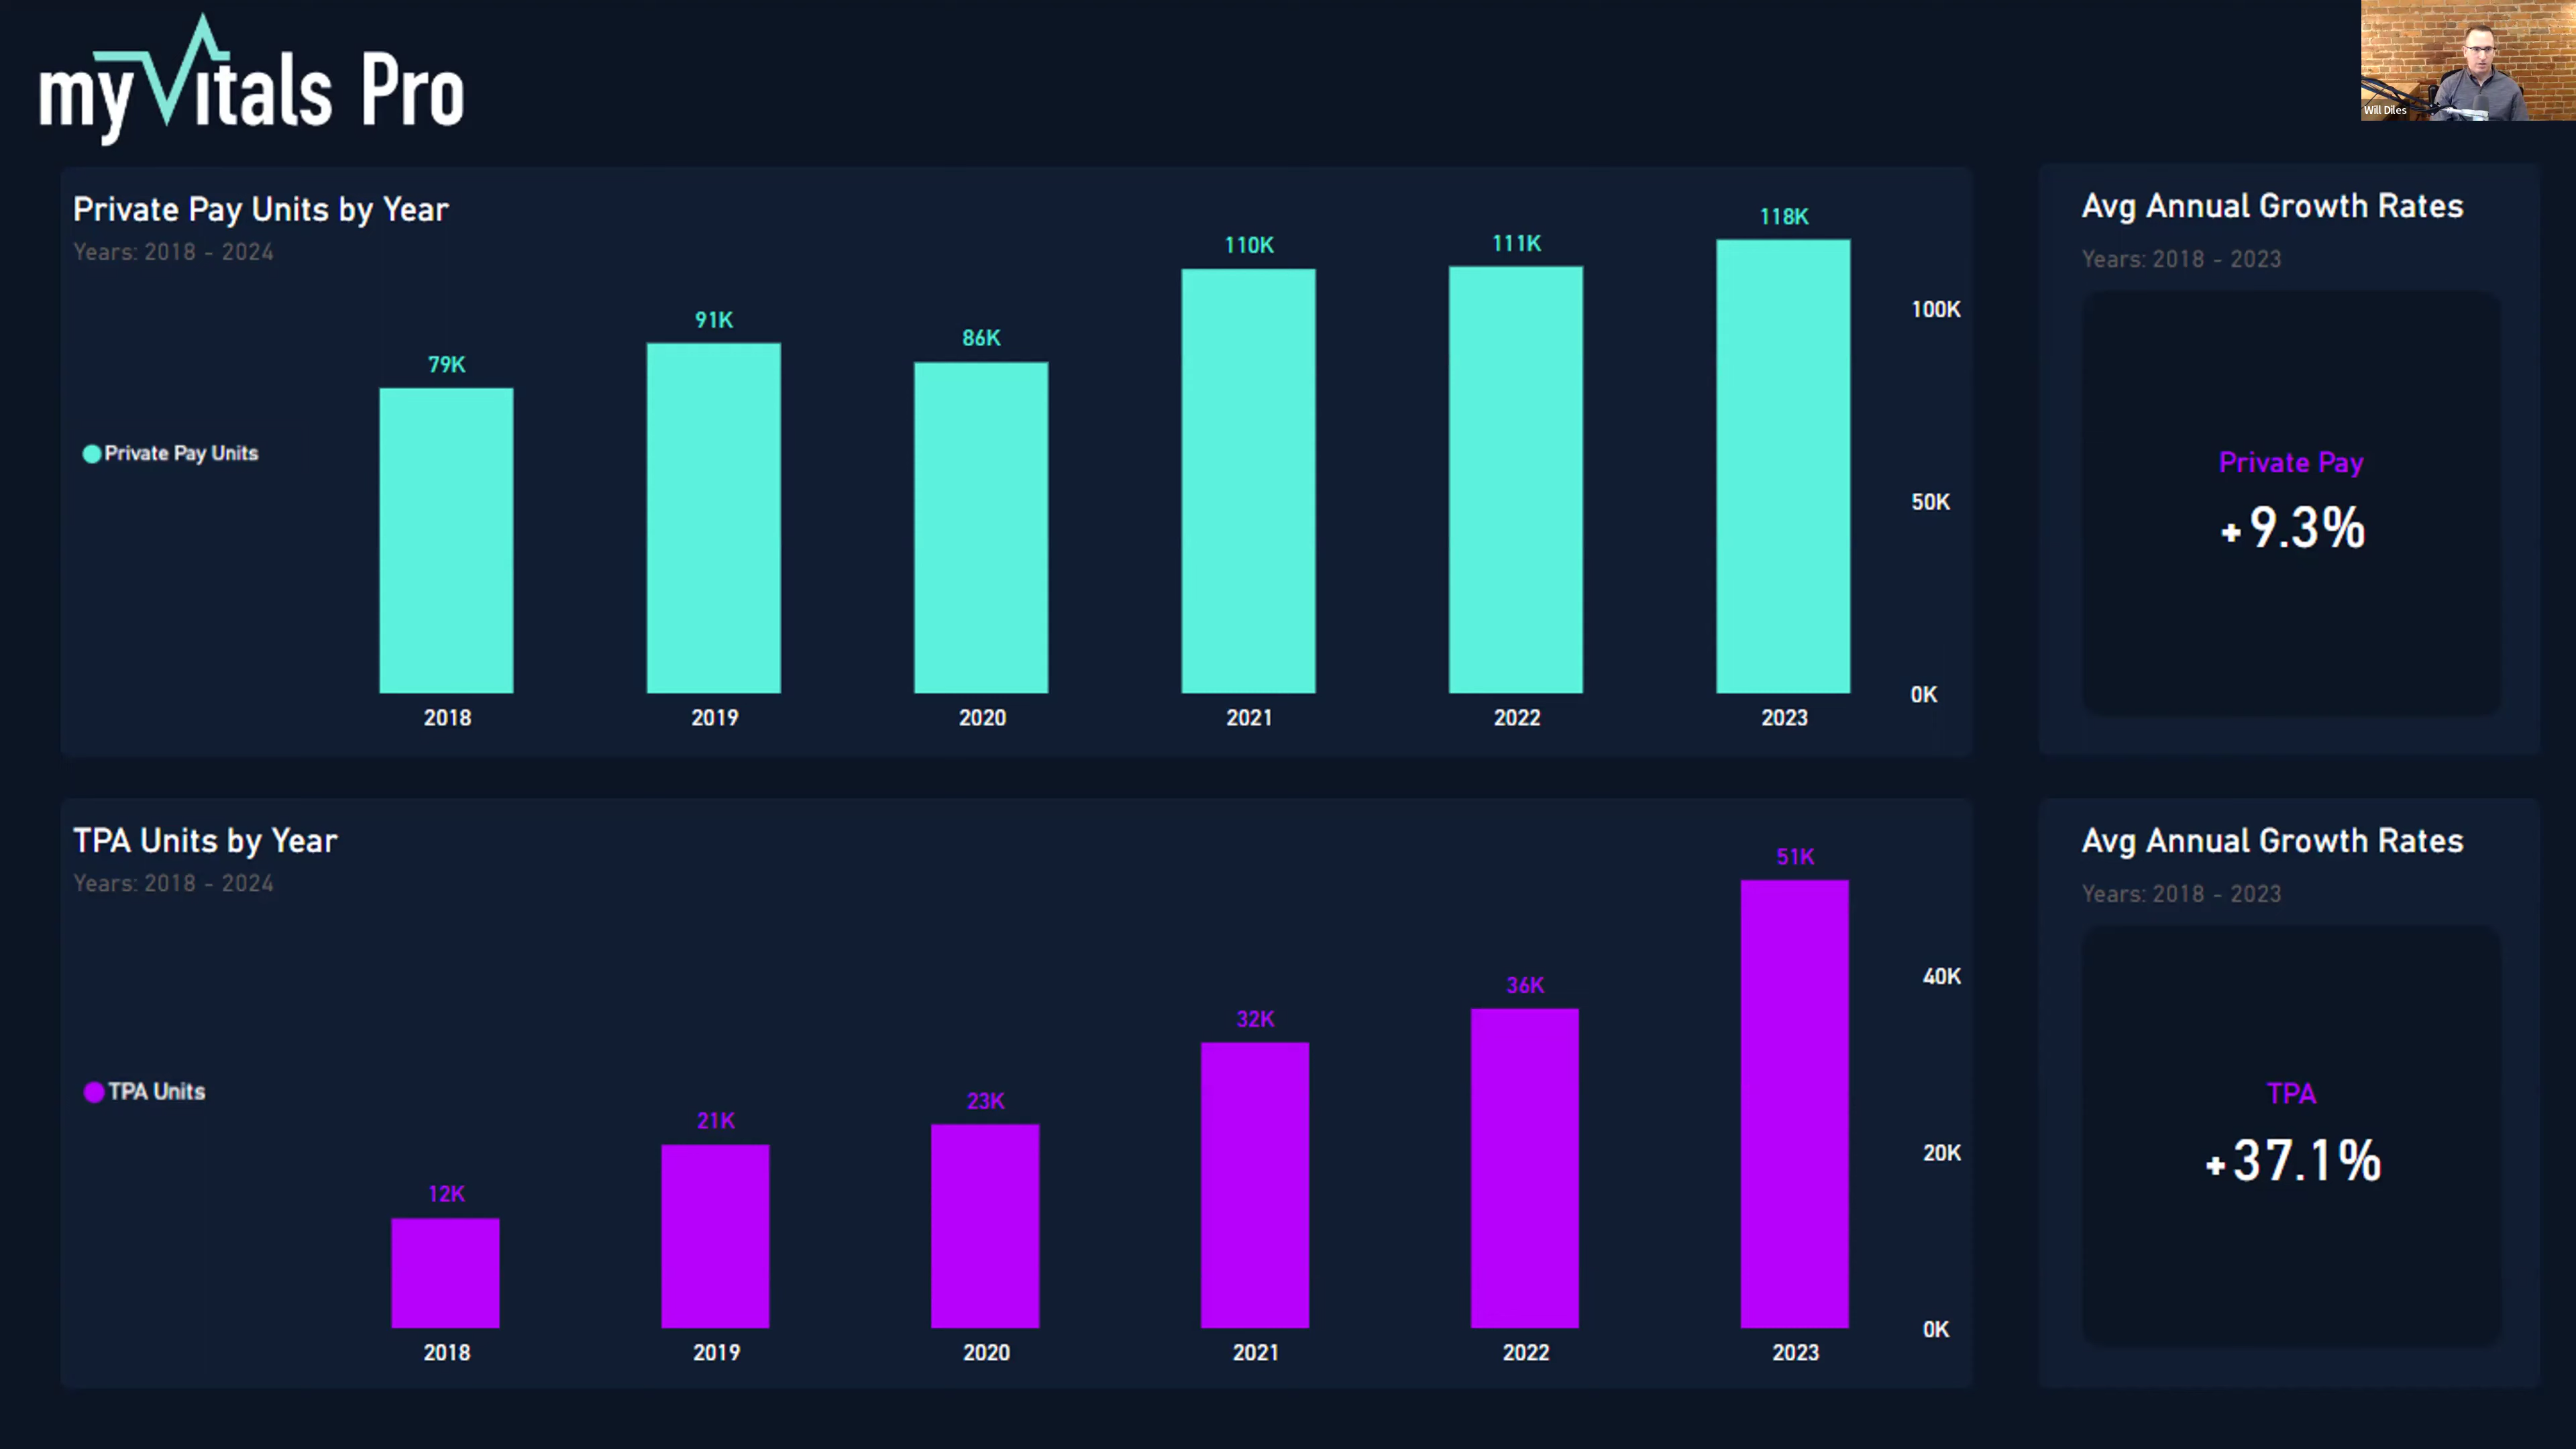 myVitals Pro
Will Diles
Private Pay Units by Year
Years: 2018 - 2024
Private Pay Units
79K
91K
86K
110K
111K
118K
100K
50K
0K
2018
2019
2020
2021
2022
2023
Avg Annual Growth Rates
Years: 2018 - 2023
Private Pay
+9.3%
TPA Units by Year
Years: 2018 - 2024
TPA Units
12K
21K
23K
32K
36K
51K
40K
20K
0K
2018
2019
2020
2021
2022
2023
Avg Annual Growth Rates
Years: 2018 - 2023
TPA
+37.1%